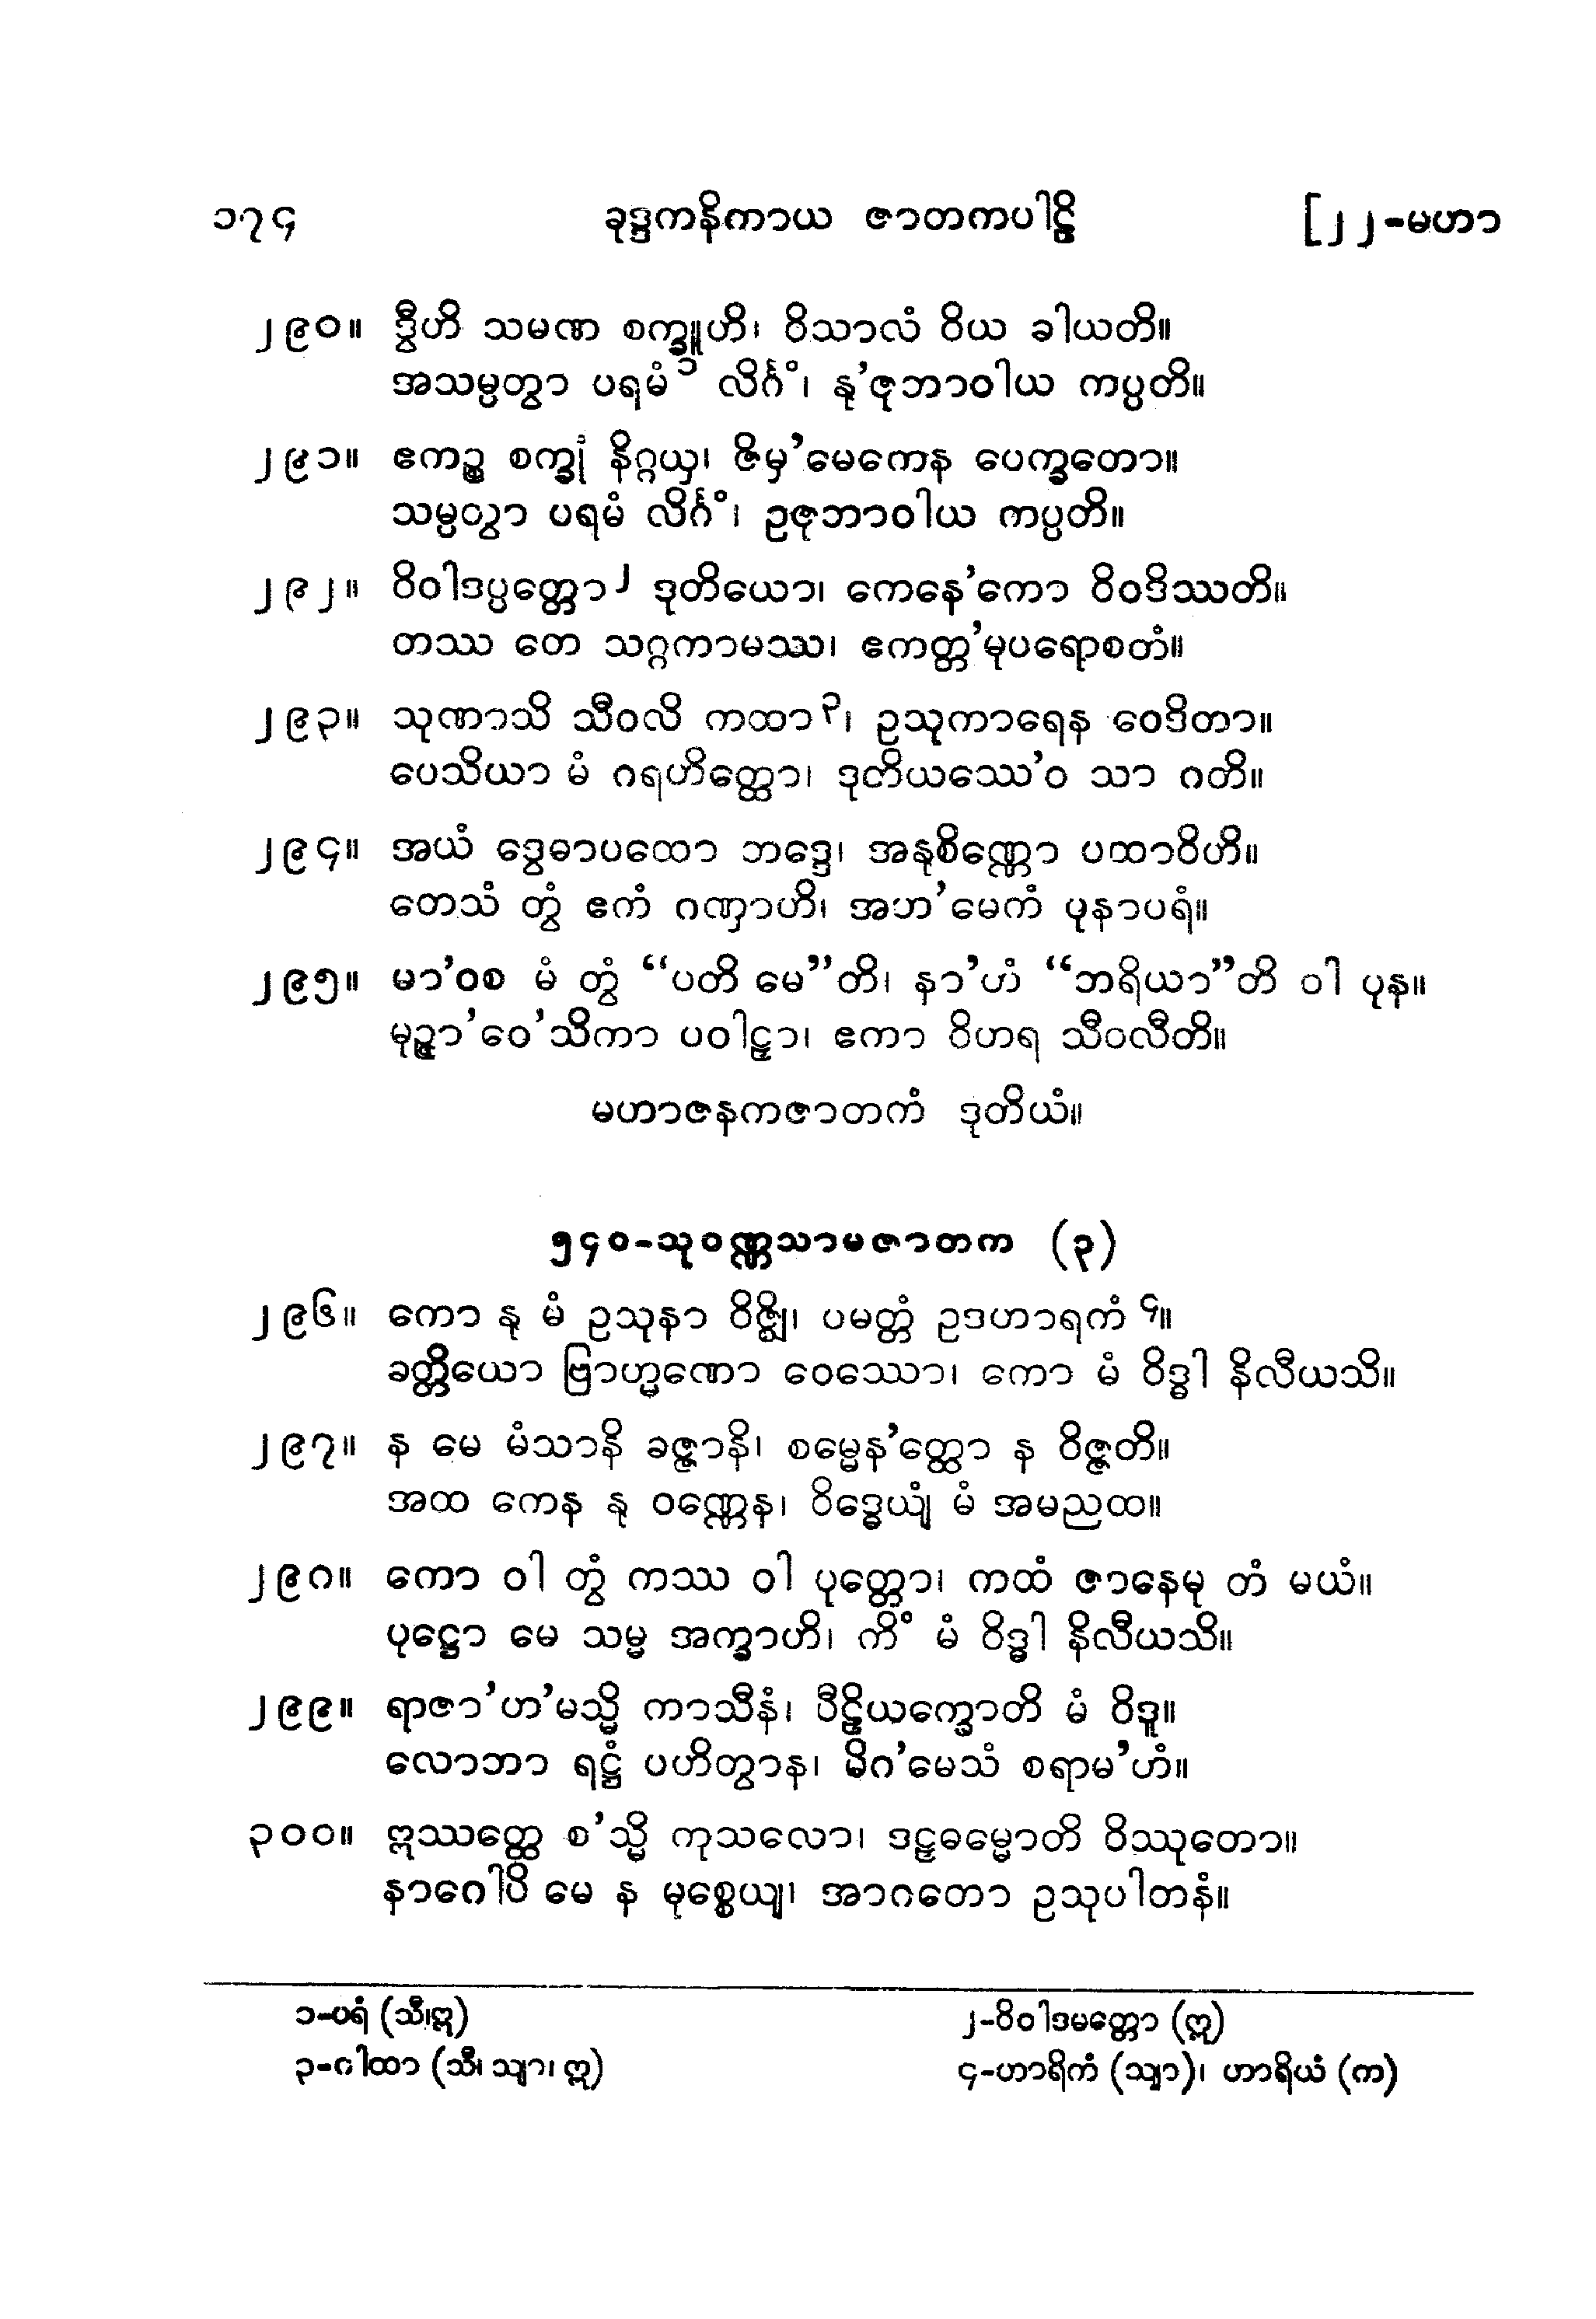 ၁၇၄ ခုဒ္ဒကနိကာယ ဇာတကပါဠိ [၂၂-မဟာ
၂၉၀။ ဒွီဟိ သမဏ စက္ခူဟိ၊ ဝိသာလံ ဝိယ ခါယတိ။
အသမ္ပတွာ ပရမံ ၁ လိင်္ဂံ၊ နု’ဇုဘာဝါယ ကပ္ပတိ။
၂၉၁။ ဧကဉ္စ စက္ခုံ နိဂ္ဂယှ၊ ဇိမှ’မေကေန ပေက္ခတော။
သမ္ပတွာ ပရမံ လိင်္ဂံ၊ ဥဇုဘာဝါယ ကပ္ပတိ။
၂၉၂။ ဝိဝါဒပ္ပတ္တော ၂ ဒုတိယော၊ ကေနေ’ကော ဝိဝဒိဿတိ။
တဿ တေ သဂ္ဂကာမဿ၊ ဧကတ္တ’မုပရောစတံ။
၂၉၃။ သုဏာသိ သီဝလိ ကထာ ၃၊ ဥသုကာရေန ဝေဒိတာ။
ပေသိယာ မံ ဂရဟိတ္ထော၊ ဒုတိယဿေ’ဝ သာ ဂတိ။
၂၉၄။ အယံ ဒွေဓာပထော ဘဒ္ဒေ၊ အနုစိဏ္ဏော ပထာဝိဟိ။
တေသံ တွံ ဧကံ ဂဏှာဟိ၊ အဟ’မေကံ ပုနာပရံ။
၂၉၅။ မာ’ဝစ မံ တွံ “ပတိ မေ”တိ၊ နာ’ဟံ “ဘရိယာ”တိ ဝါ ပုန။
မုဉ္ဇာ’ဝေ’သိကာ ပဝါဠှာ၊ ဧကာ ဝိဟရ သီဝလီတိ။
မဟာဇနကဇာတကံ ဒုတိယံ။
၅၄၀-သုဝဏ္ဏသာမဇာတက (၃)
၂၉၆။ ကော နု မံ ဥသုနာ ဝိဇ္ဈိ၊ ပမတ္တံ ဥဒဟာရကံ ၄။
ခတ္တိယော ဗြာဟ္မဏော ဝေဿော၊ ကော မံ ဝိဒ္ဓါ နိလီယသိ။
၂၉၇။ န မေ မံသာနိ ခဇ္ဇာနိ၊ စမ္မေန’တ္ထော န ဝိဇ္ဇတိ။
အထ ကေန နု ဝဏ္ဏေန၊ ဝိဒ္ဓေယျံ မံ အမညထ။
၂၉၈။ ကော ဝါ တွံ ကဿ ဝါ ပုတ္တော၊ ကထံ ဇာနေမု တံ မယံ။
ပုဋ္ဌော မေ သမ္မ အက္ခာဟိ၊ ကိံ မံ ဝိဒ္ဓါ နိလီယသိ။
၂၉၉။ ရာဇာ’ဟ’မသ္မိ ကာသီနံ၊ ပီဠိယက္ခောတိ မံ ဝိဒူ။
လောဘာ ရဋ္ဌံ ပဟိတွာန၊ မိဂ’မေသံ စရာမ’ဟံ။
၃၀၀။ ဣဿတ္ထေ စ’သ္မိ ကုသလော၊ ဒဠှဓမ္မောတိ ဝိဿုတော။
နာဂေါပိ မေ န မုစ္စေယျ၊ အာဂတော ဥသုပါတနံ။
၁-ပရံ (သီ၊ဣ) ၂-ဝိဝါဒမတ္တော (ဣ)
၃-ဂါထာ (သီ၊ သျာ၊ ဣ) ၄-ဟာရိကံ (သျာ)၊ ဟာရိယံ (က)